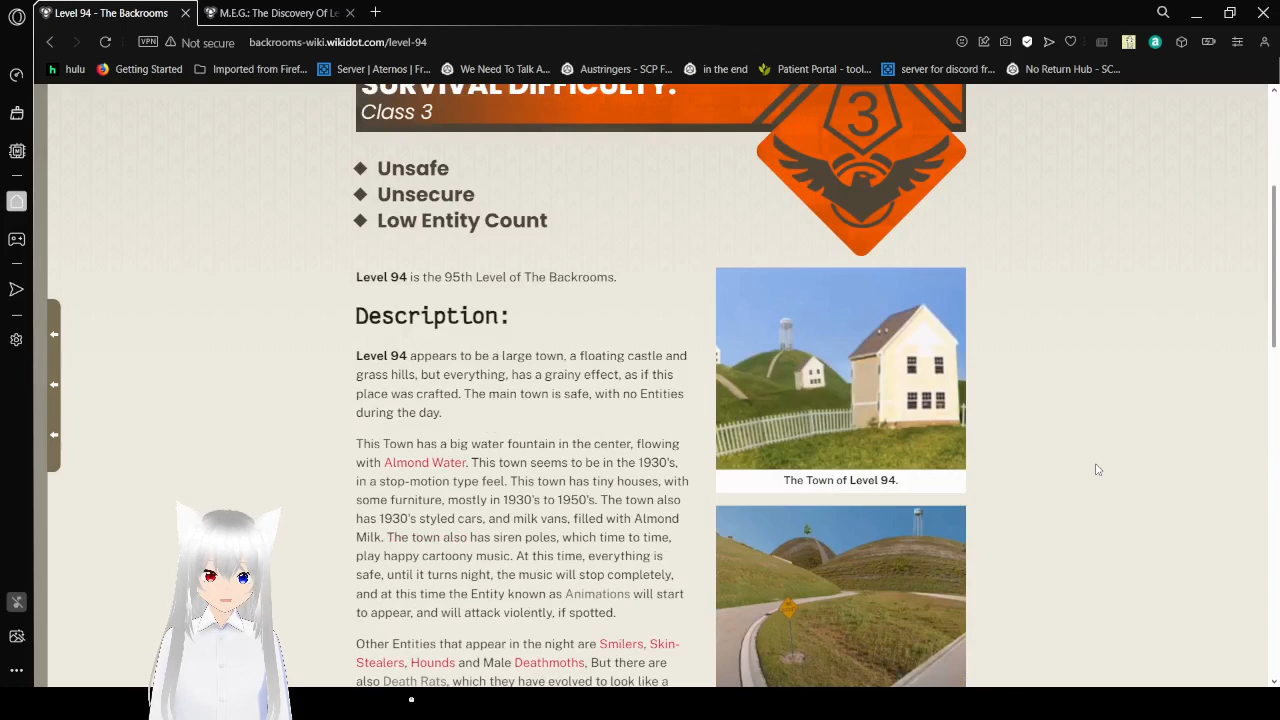 Level 94 - The Backrooms
M.E.G.: The Discovery Of Le
VPN
Not secure
backrooms-wiki.wikidot.com/level-94
hulu
Getting Started
Imported from Firef...
Server | Aternos | Fr...
We Need To Talk A...
Austringers - SCP F...
in the end
Patient Portal - tool...
server for discord fr...
No Return Hub - SC...
SURVIVAL DIFFICULTY:
Class 3
3
Unsafe
Unsecure
Low Entity Count
Level 94 is the 95th Level of The Backrooms.
Description:
Level 94 appears to be a large town, a floating castle and
grass hills, but everything, has a grainy effect, as if this
place was crafted. The main town is safe, with no Entities
during the day.
This Town has a big water fountain in the center, flowing
with Almond Water. This town seems to be in the 1930's,
in a stop-motion type feel. This town has tiny houses, with
some furniture, mostly in 1930's to 1950's. The town also
has 1930's styled cars, and milk vans, filled with Almond
Milk. The town also has siren poles, which time to time,
play happy cartoony music. At this time, everything is
safe, until it turns night, the music will stop completely,
and at this time the Entity known as Animations will start
to appear, and will attack violently, if spotted.
Other Entities that appear in the night are Smilers, Skin-
Stealers, Hounds and Male Deathmoths, But there are
also Death Rats, which they have evolved to look like a
The Town of Level 94.